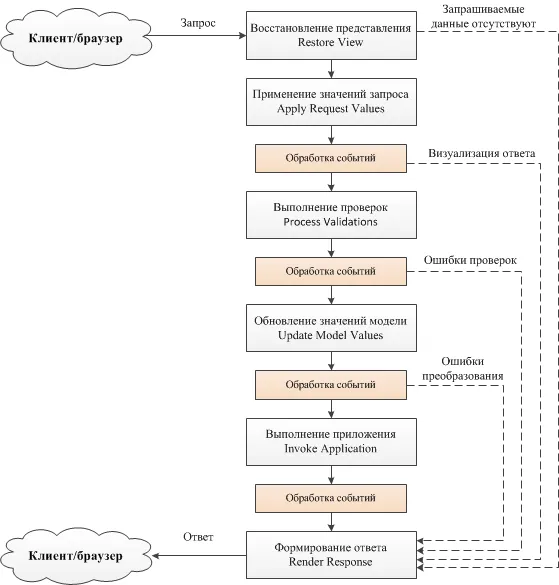 Запрашиваемые
данные отсутствуют
Запрос
Клиент/браузер
Восстановление представления
Restore View
Применение значений запроса
Apply Request Values
Обработка событий
Визуализация ответа
Выполнение проверок
Process Validations
Ошибки проверок
Обработка событий
Обновление значений модели
Update Model Values
Ошибки
преобразования
Обработка событий
Выполнение приложения
Invoke Application
Обработка событий
Ответ
Клиент/браузер
Формирование ответа
Render Response